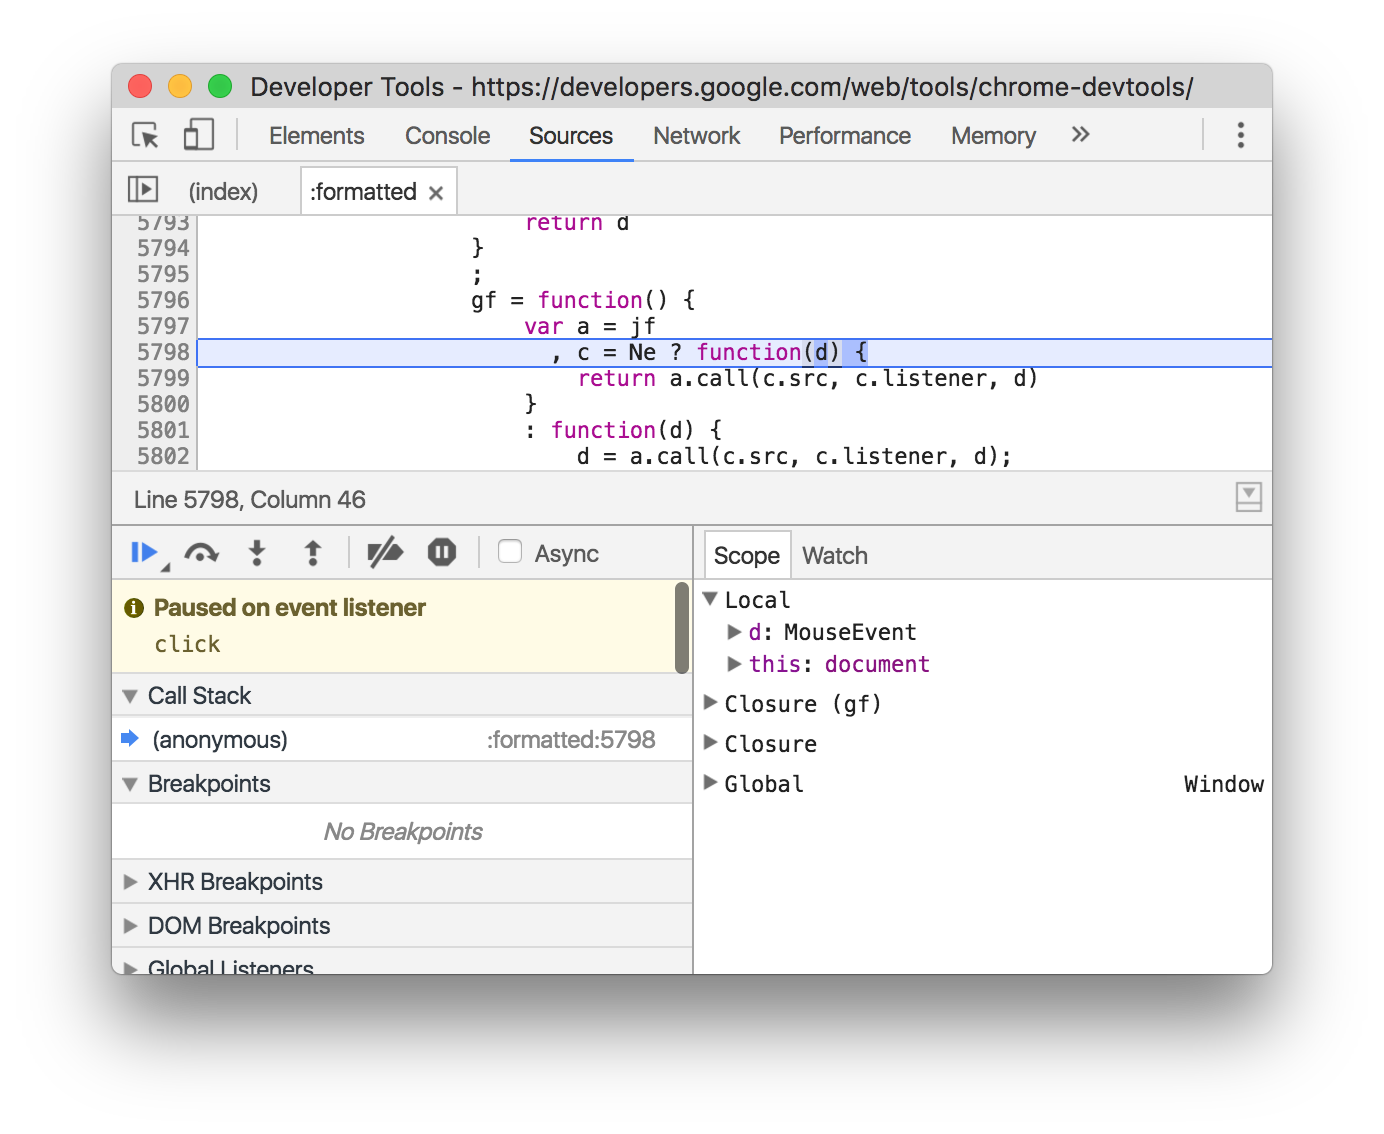 Developer Tools - https://developers.google.com/web/tools/chrome-devtools/
Elements Console Sources Network Performance Memory »
(index) :formatted ×
5793 return d
5794 }
5795 ;
5796 gf = function() {
5797 var a = jf
5798 , c = Ne ? function(d) {
5799 return a.call(c.src, c.listener, d)
5800 }
5801 : function(d) {
5802 d = a.call(c.src, c.listener, d);
Line 5798, Column 46
Async
Paused on event listener
click
Call Stack
(anonymous) :formatted:5798
Breakpoints
No Breakpoints
XHR Breakpoints
DOM Breakpoints
Global Listeners
Scope Watch
Local
d: MouseEvent
this: document
Closure (gf)
Closure
Global Window